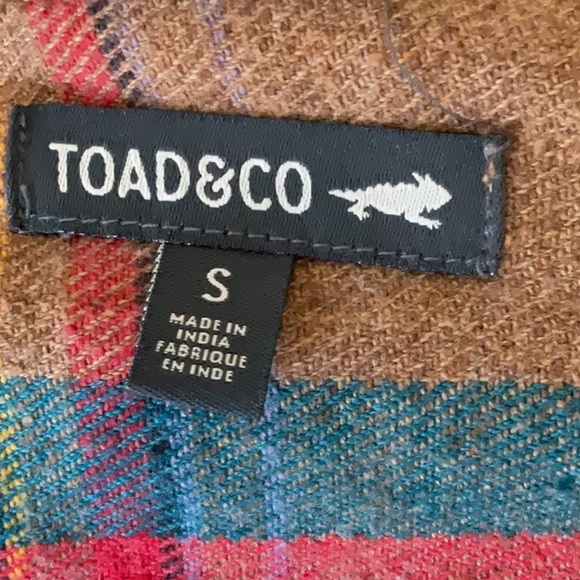 TOAD&CO
S
MADE IN
INDIA
FABRIQUE
EN INDE